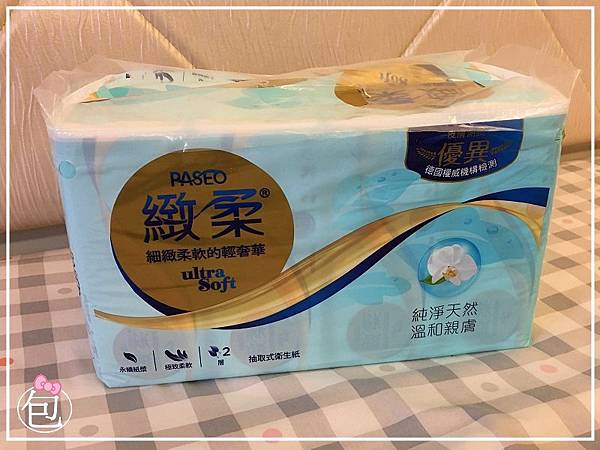 PASEO
緻柔®
細緻柔軟的輕奢華
ultra
Soft
優異
德國權威機構檢測
純淨天然
溫和親膚
永續紙漿
極致柔軟
2
層
抽取式衛生紙
包